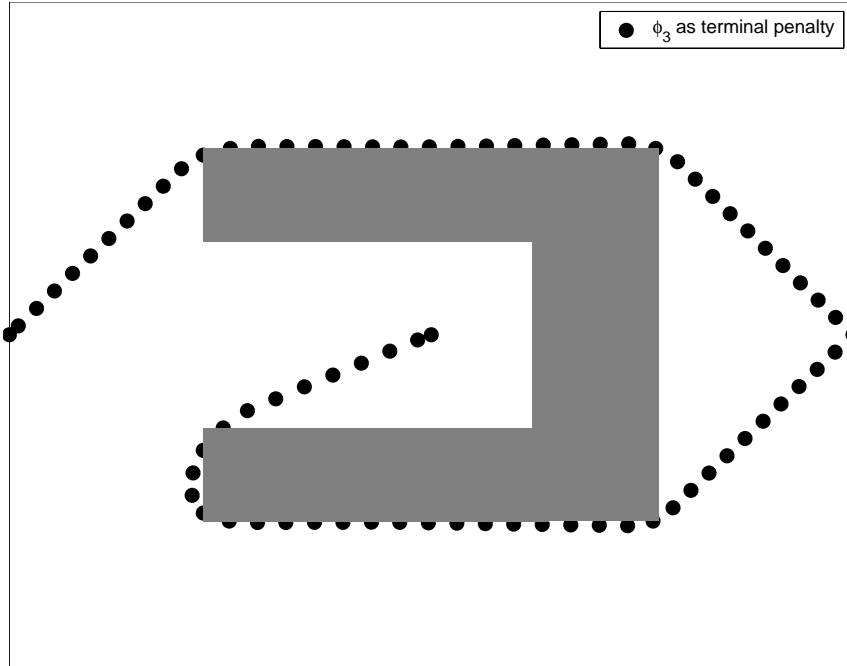 ϕ₃ as terminal penalty